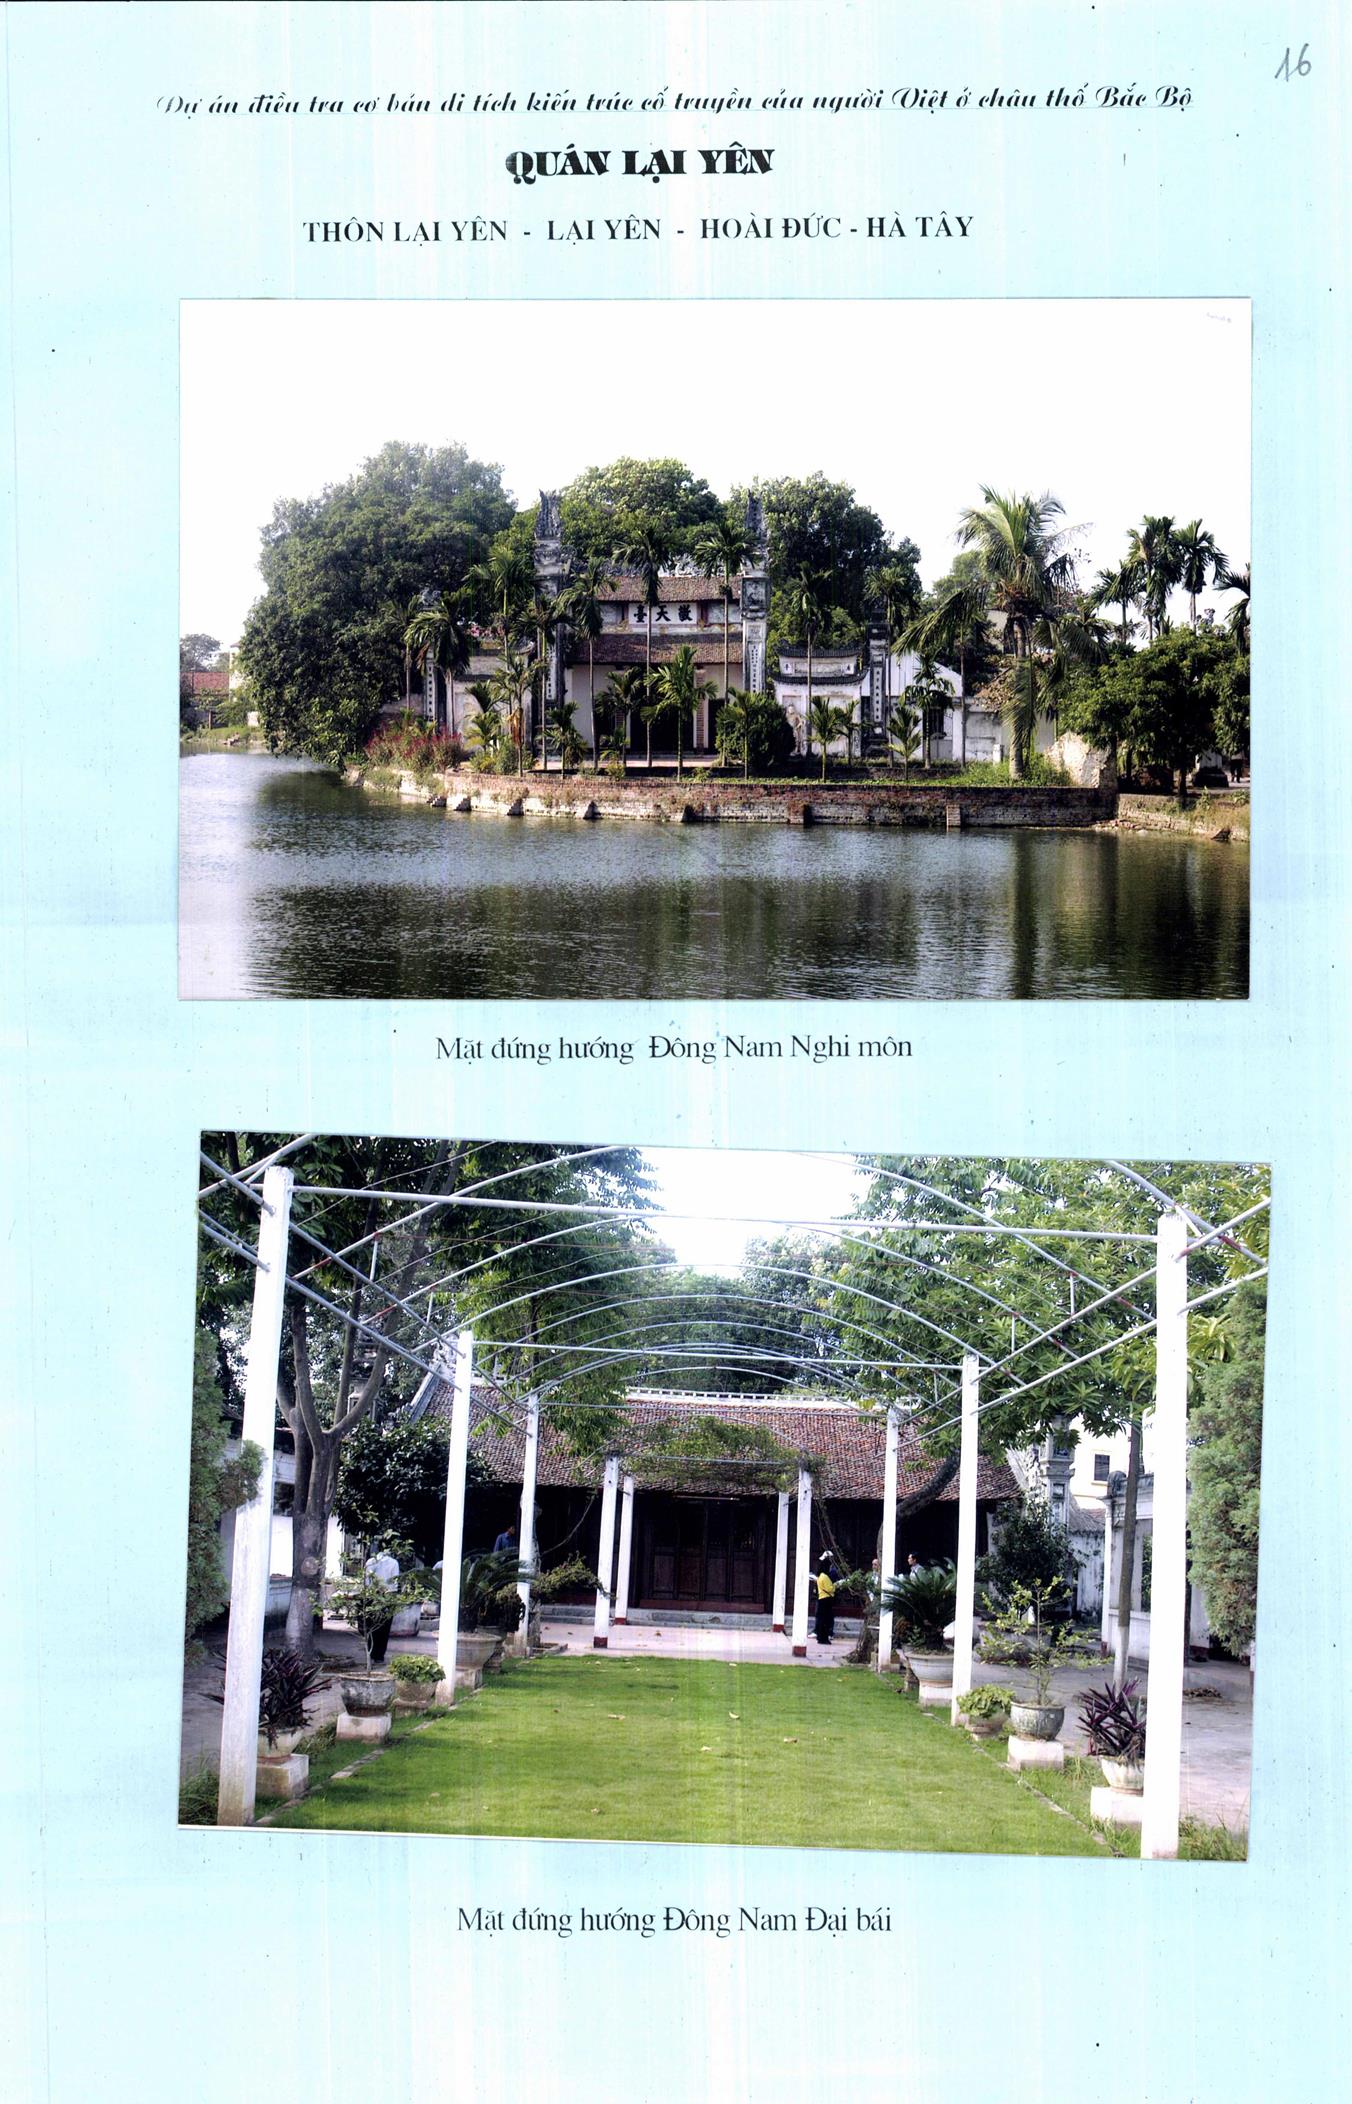 16
Dự án điều tra cơ bản di tích kiến trúc cổ truyền của người Việt ở châu thổ Bắc Bộ
QUÁN LẠI YÊN
THÔN LẠI YÊN - LẠI YÊN - HOÀI ĐỨC - HÀ TÂY
臺天徵
Mặt đứng hướng Đông Nam Nghi môn
Mặt đứng hướng Đông Nam Đại bái